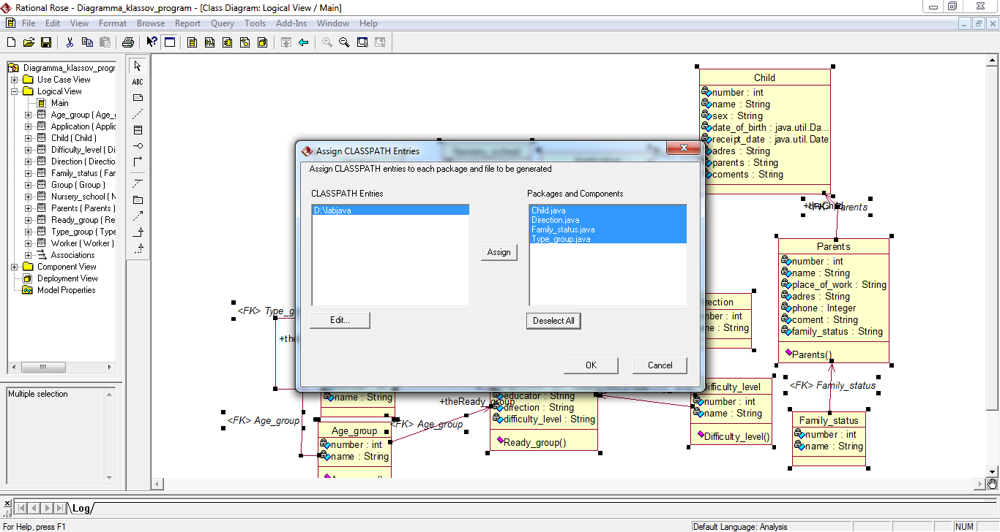 Rational Rose - Diagramma_klassov_program - [Class Diagram: Logical View / Main]
File Edit View Format Browse Report Query Tools Add-Ins Window Help
Diagramma_klassov_progr
Use Case View
Logical View
Main
Age_group ( Age_g
Application ( Applic
Child ( Child )
Difficulty_level ( Di
Direction ( Directio
Family_status ( Far
Group ( Group )
Nursery_school ( N
Parents ( Parents )
Ready_group ( Re
Type_group ( Type
Worker ( Worker )
Associations
Component View
Deployment View
Model Properties
ABC
Multiple selection
Child
number : int
name : String
sex : String
date_of_birth : java.util.Da...
receipt_date : java.util.Date
adres : String
parents : String
coments : String
+theChild
<FK> Parents
Parents
number : int
name : String
place_of_work : String
adres : String
phone : Integer
coment : String
family_status : String
Parents()
<FK> Family_status
Family_status
number : int
name : String
Nursery_school
Assign CLASSPATH Entries
Assign CLASSPATH entries to each package and file to be generated
CLASSPATH Entries
D:\labjava
Edit...
Assign
Packages and Components
Child.java
Direction.java
Family_status.java
Type_group.java
Deselect All
OK
Cancel
rection
ber : int
e : String
<FK> Type_g
+the
name : String
<FK> Age_group
Age_group
number : int
name : String
+theReady_group
<FK> Age_group
educator : String
direction : String
difficulty_level : String
Ready_group()
ifficulty_level
number : int
name : String
Difficulty_level()
Log
For Help, press F1
Default Language: Analysis
NUM